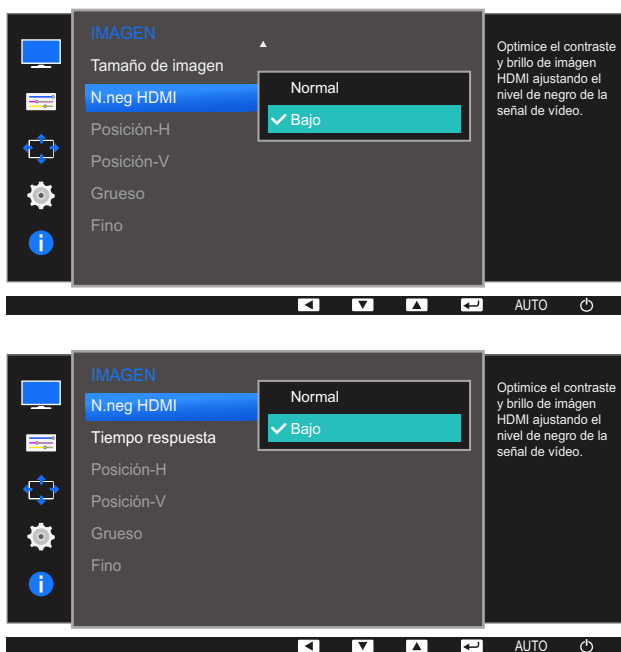 IMAGEN
Tamaño de imagen
N.neg HDMI
Posición-H
Posición-V
Grueso
Fino
Normal
Bajo
Optimice el contraste
y brillo de imágen
HDMI ajustando el
nivel de negro de la
señal de vídeo.
AUTO
IMAGEN
N.neg HDMI
Tiempo respuesta
Posición-H
Posición-V
Grueso
Fino
Normal
Bajo
Optimice el contraste
y brillo de imágen
HDMI ajustando el
nivel de negro de la
señal de vídeo.
AUTO